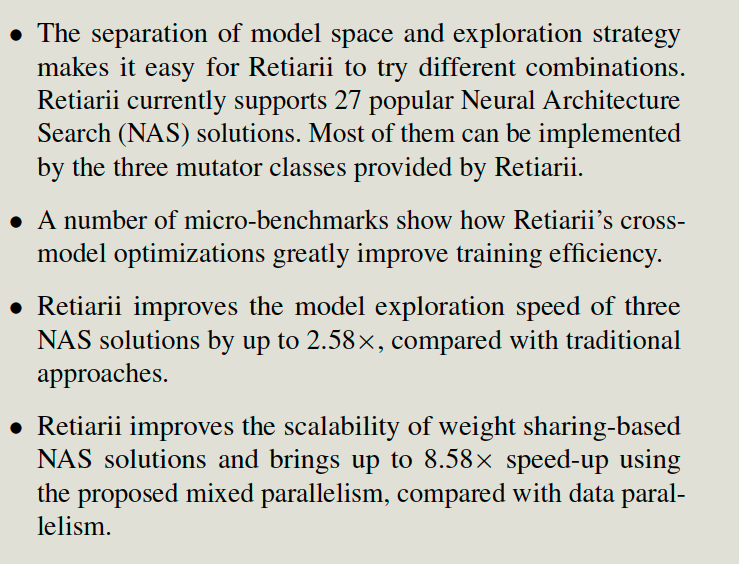 • The separation of model space and exploration strategy
makes it easy for Retiarii to try different combinations.
Retiarii currently supports 27 popular Neural Architecture
Search (NAS) solutions. Most of them can be implemented
by the three mutator classes provided by Retiarii.
• A number of micro-benchmarks show how Retiarii’s cross-
model optimizations greatly improve training efficiency.
• Retiarii improves the model exploration speed of three
NAS solutions by up to 2.58×, compared with traditional
approaches.
• Retiarii improves the scalability of weight sharing-based
NAS solutions and brings up to 8.58× speed-up using
the proposed mixed parallelism, compared with data paral-
lelism.